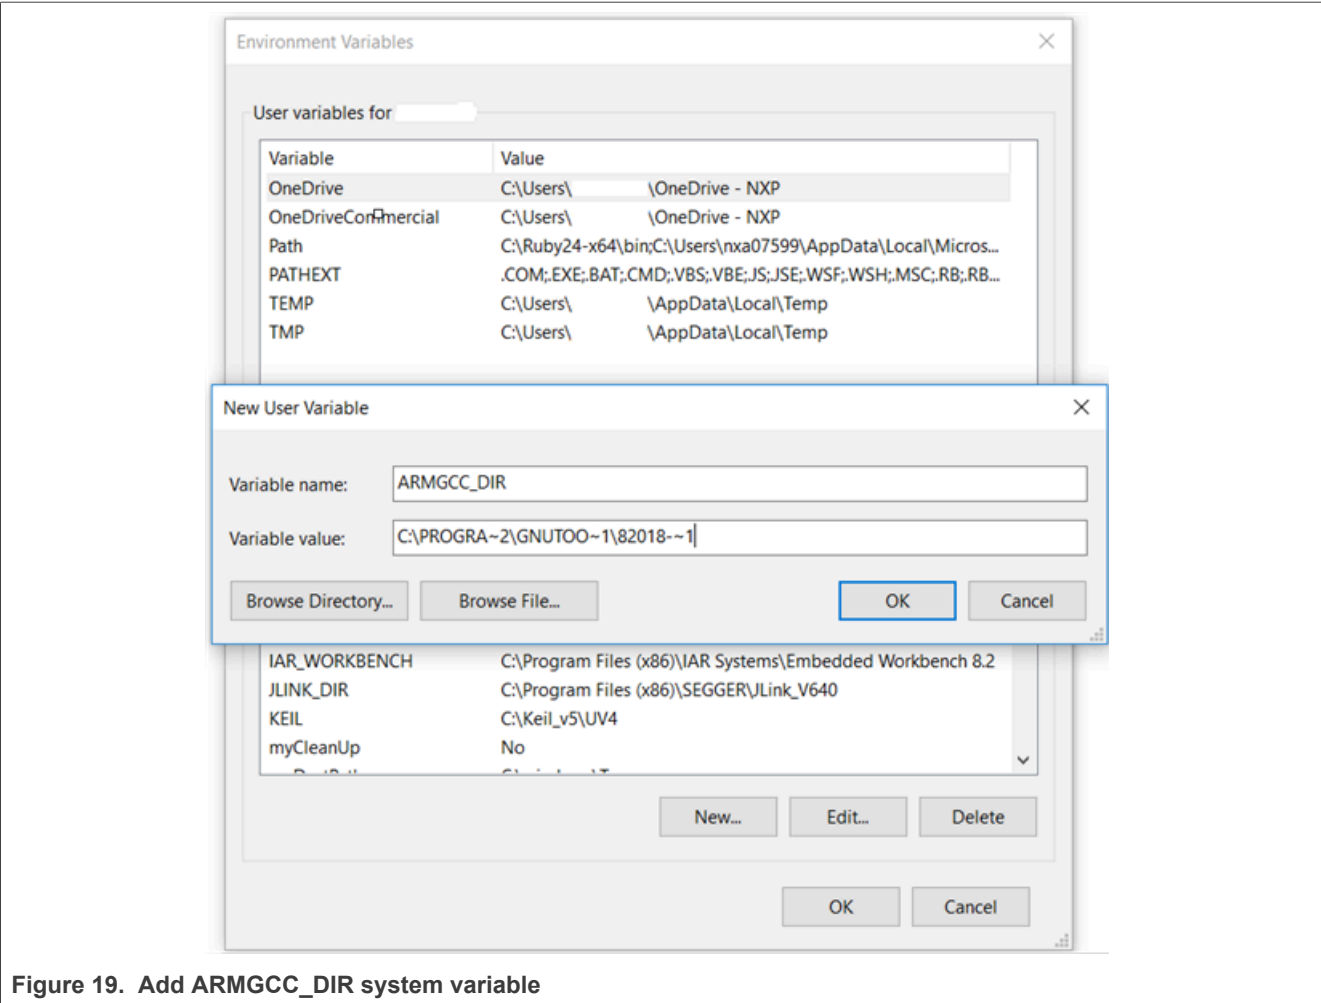 Environment Variables
User variables for
Variable Value
OneDrive C:\Users\ \OneDrive - NXP
OneDriveCommercial C:\Users\ \OneDrive - NXP
Path C:\Ruby24-x64\bin;C:\Users\nxa07599\AppData\Local\Micros...
PATHEXT .COM;.EXE;.BAT;.CMD;.VBS;.VBE;.JS;.JSE;.WSF;.WSH;.MSC;.RB;.RB...
TEMP C:\Users\ \AppData\Local\Temp
TMP C:\Users\ \AppData\Local\Temp
New User Variable
Variable name: ARMGCC_DIR
Variable value: C:\PROGRA~2\GNUTOO~1\82018-~1
Browse Directory... Browse File... OK Cancel
IAR_WORKBENCH C:\Program Files (x86)\IAR Systems\Embedded Workbench 8.2
JLINK_DIR C:\Program Files (x86)\SEGGER\JLink_V640
KEIL C:\Keil_v5\UV4
myCleanUp No
New... Edit... Delete
OK Cancel
Figure 19. Add ARMGCC_DIR system variable